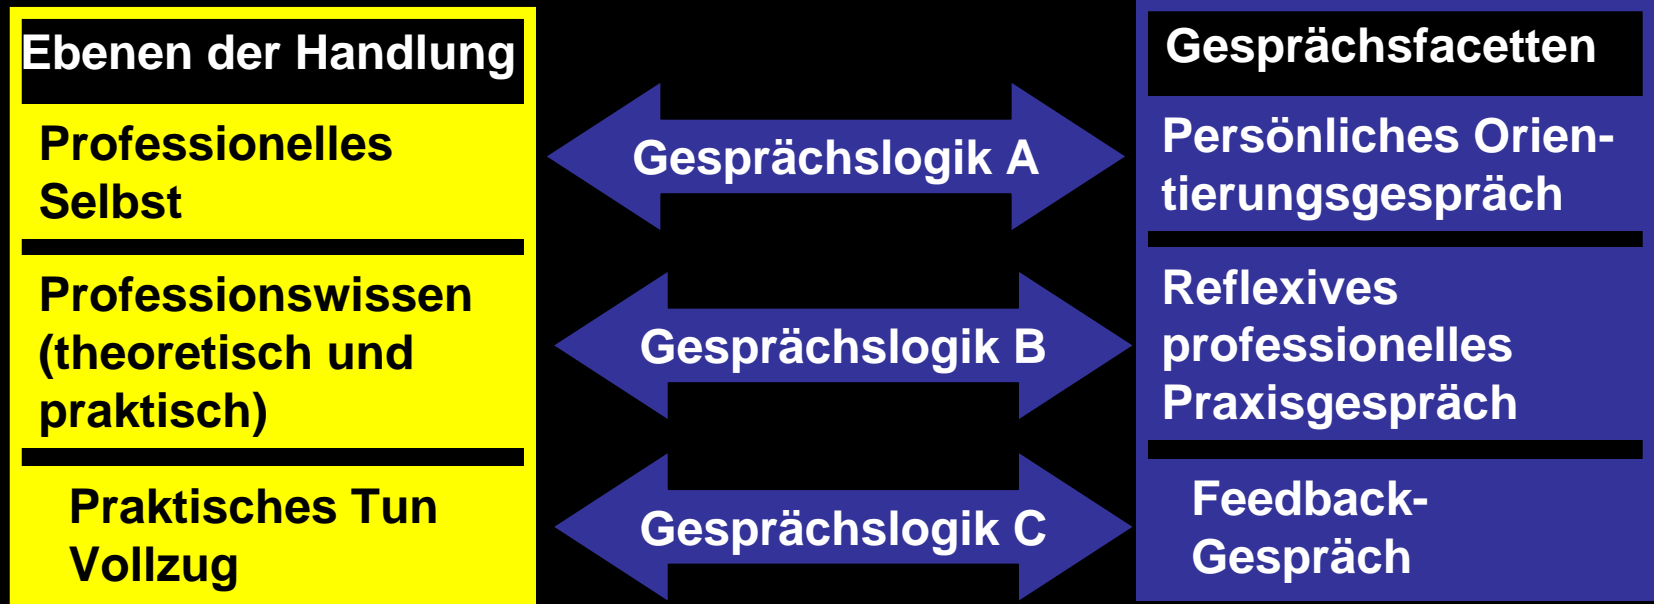 Ebenen der Handlung
Professionelles
Selbst
Professionswissen
(theoretisch und
praktisch)
Praktisches Tun
Vollzug
Gesprächslogik A
Gesprächslogik B
Gesprächslogik C
Gesprächsfacetten
Persönliches Orien-
tierungsgespräch
Reflexives
professionelles
Praxisgespräch
Feedback-
Gespräch